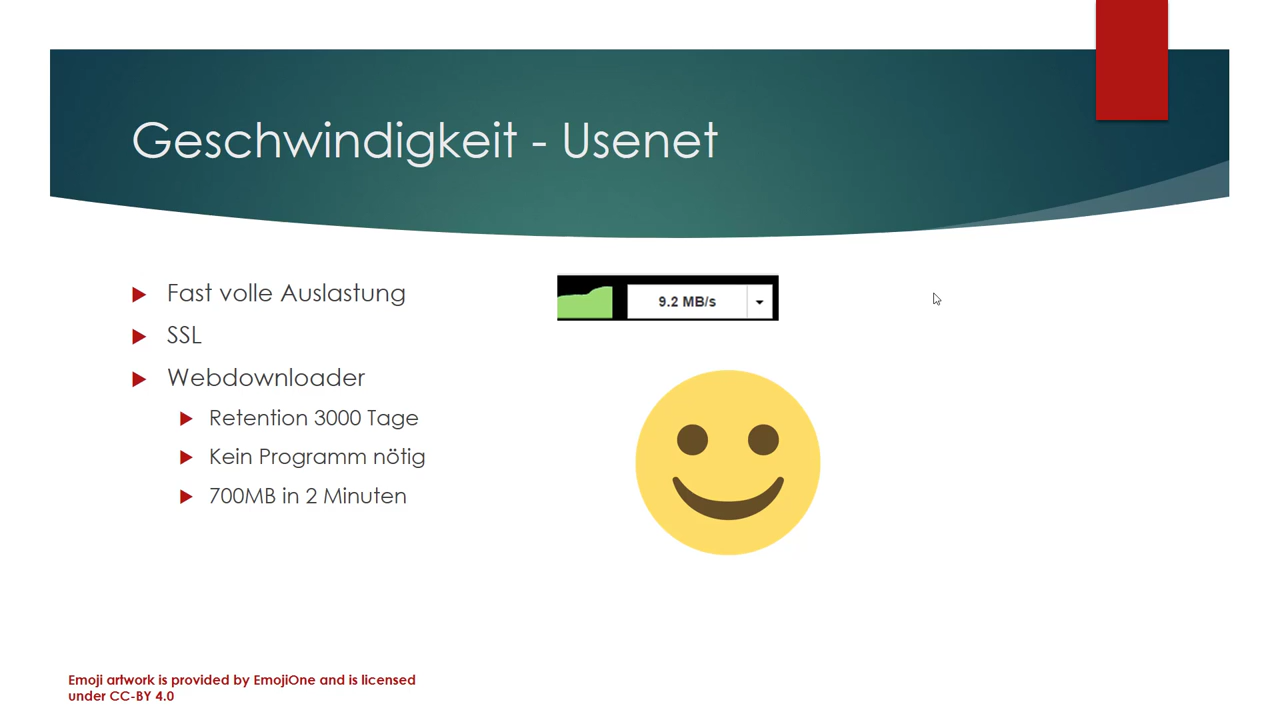 Geschwindigkeit - Usenet
Fast volle Auslastung
9.2 MB/s
SSL
Webdownloader
Retention 3000 Tage
Kein Programm nötig
700MB in 2 Minuten
Emoji artwork is provided by EmojiOne and is licensed
under CC-BY 4.0